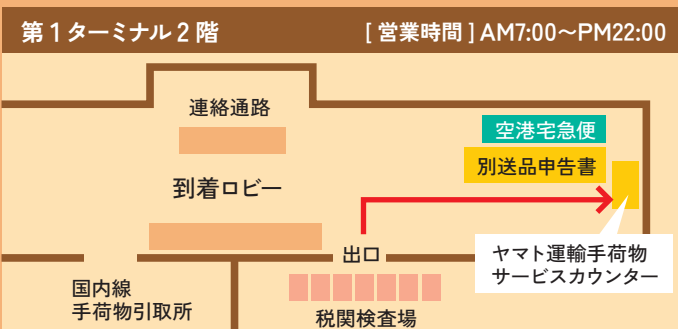 第1ターミナル2階
[営業時間] AM7:00～PM22:00
連絡通路
空港宅急便
別送品申告書
到着ロビー
出口
ヤマト運輸手荷物
サービスカウンター
国内線
手荷物引取所
税関検査場